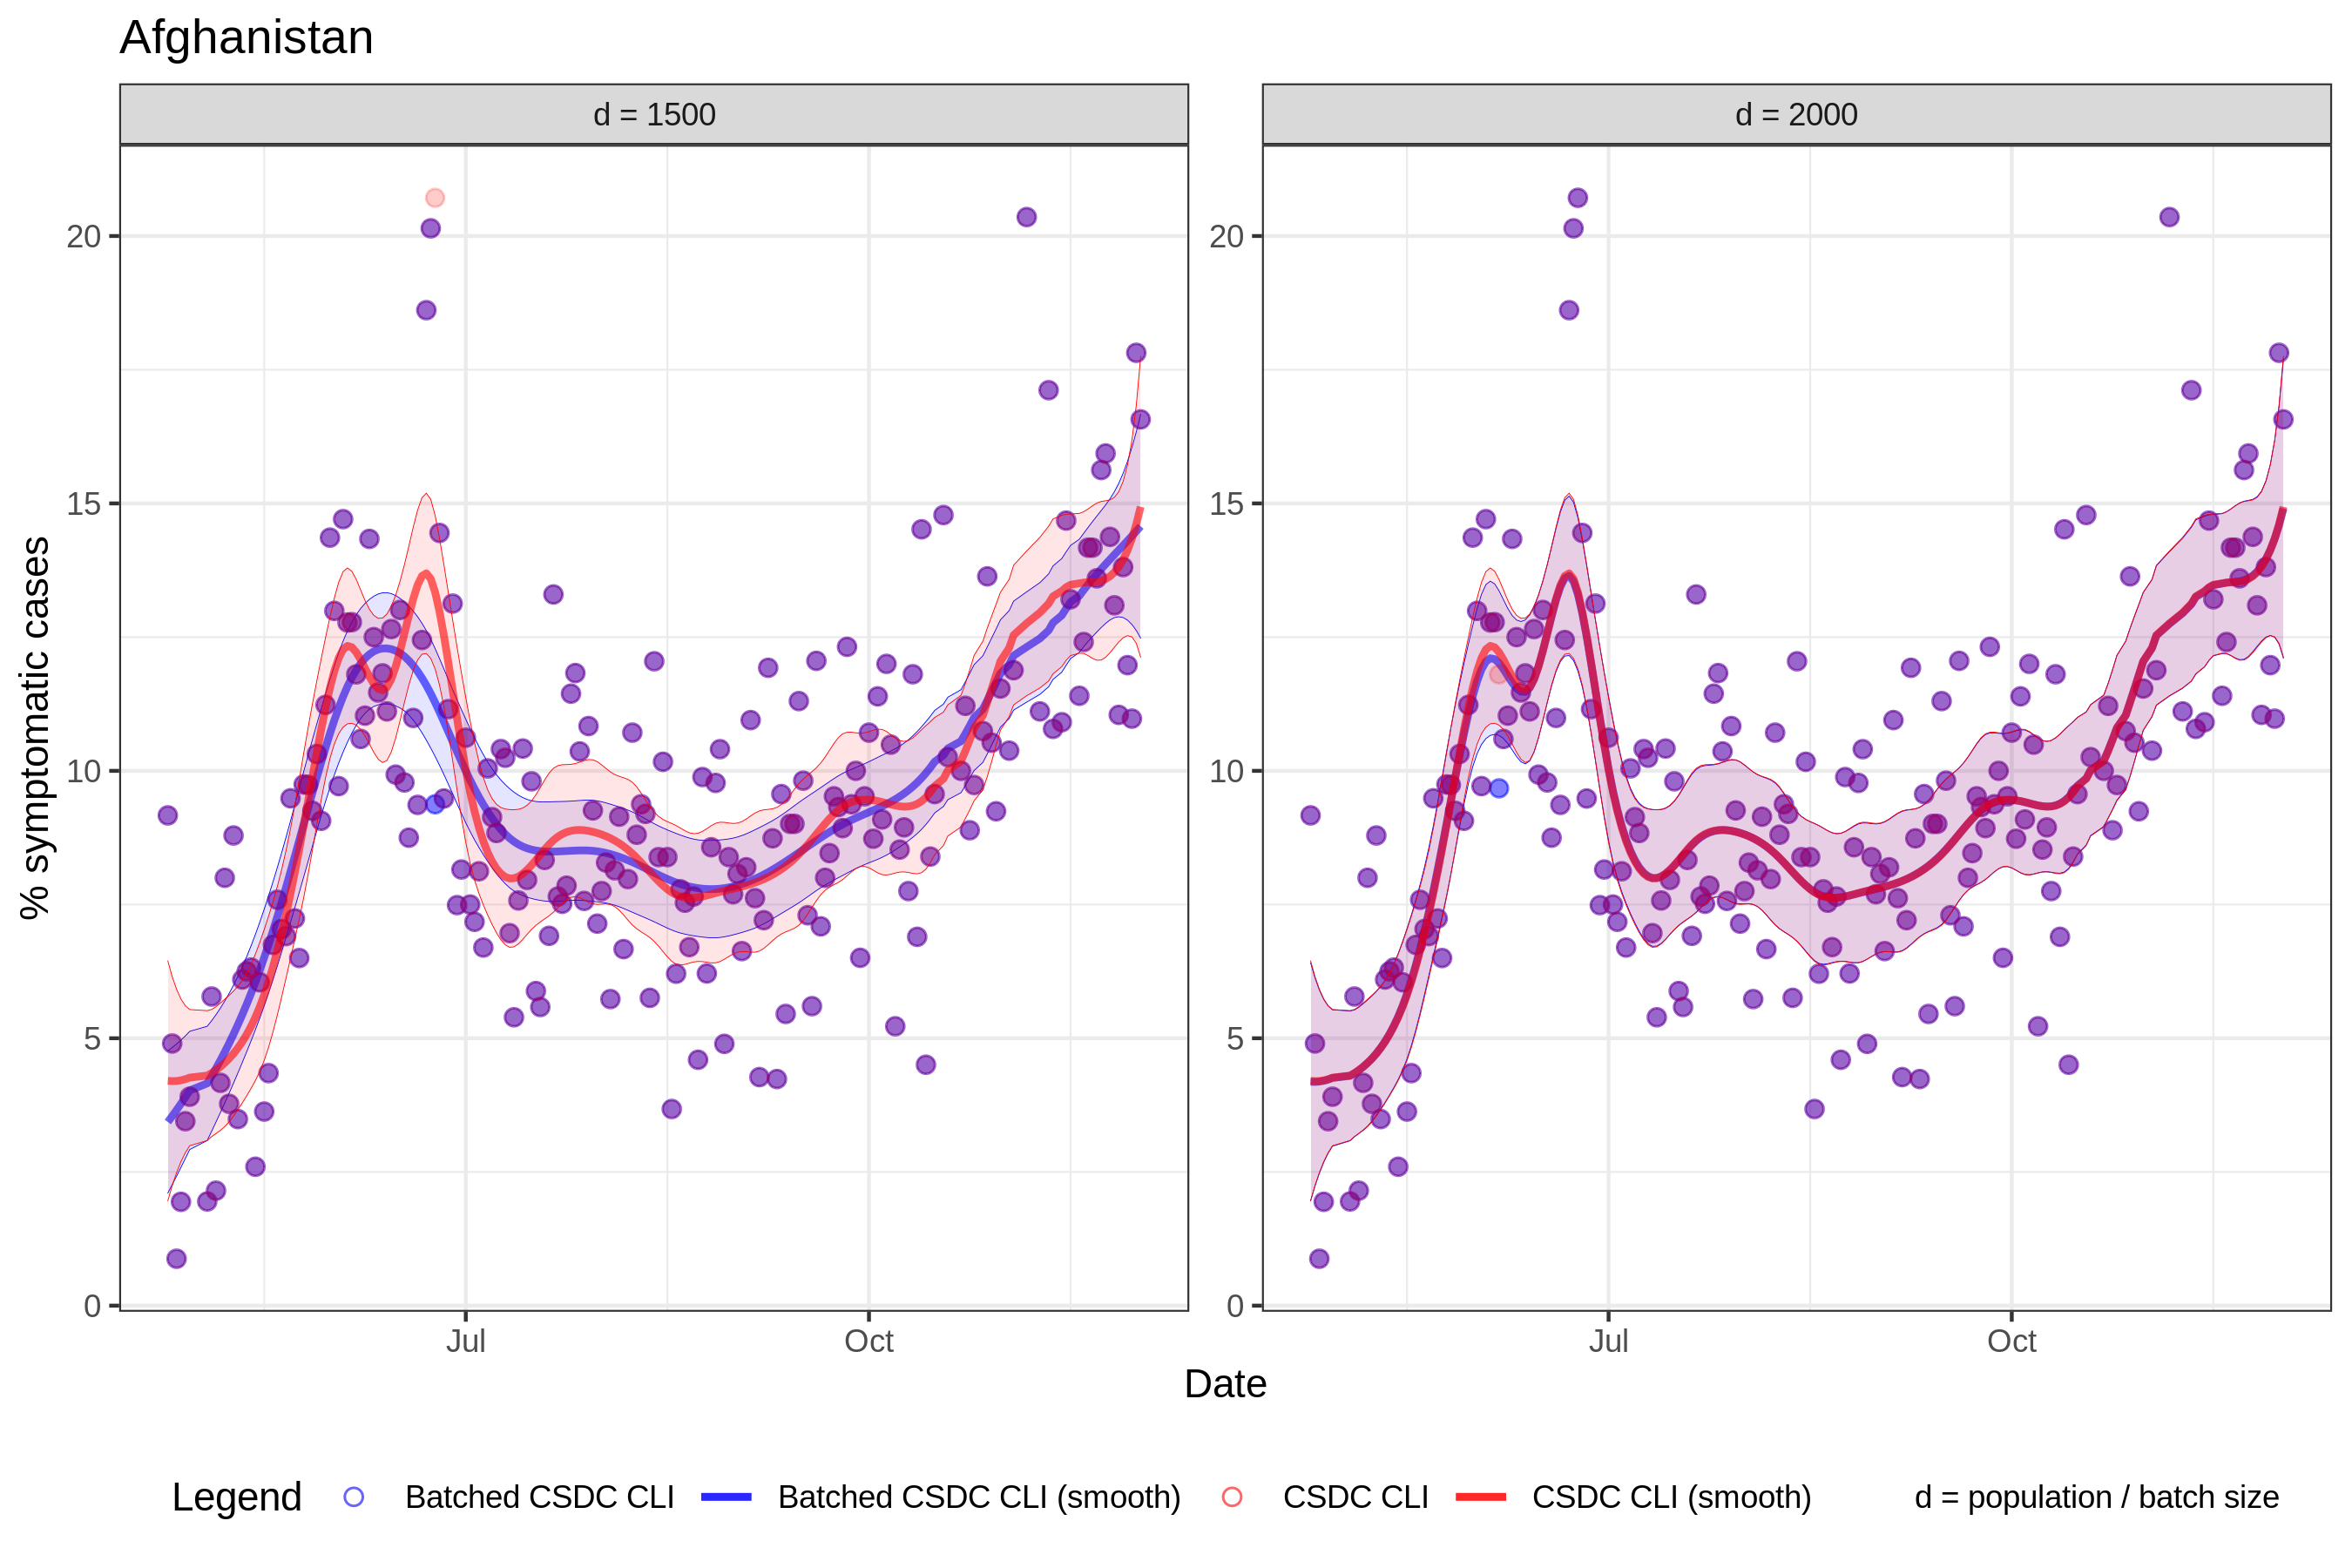 Afghanistan
d = 1500
d = 2000
% symptomatic cases
20
15
10
5
0
20
15
10
5
0
Jul
Oct
Jul
Oct
Date
Legend
Batched CSDC CLI
Batched CSDC CLI (smooth)
CSDC CLI
CSDC CLI (smooth)
d = population / batch size